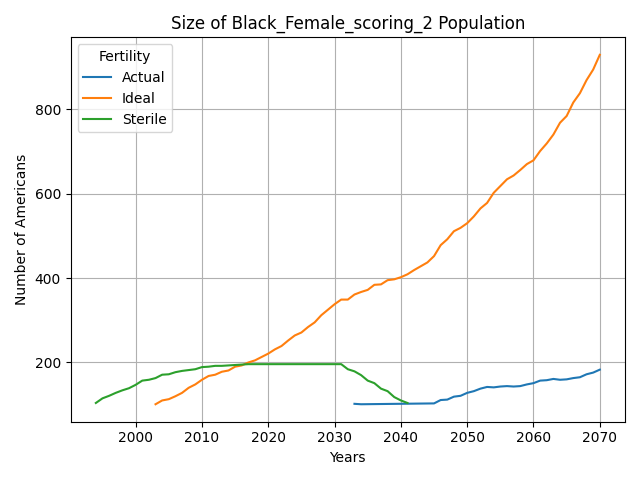 Size of Black_Female_scoring_2 Population
Fertility
Actual
Ideal
Sterile
Number of Americans
800
600
400
200
2000 2010 2020 2030 2040 2050 2060 2070
Years